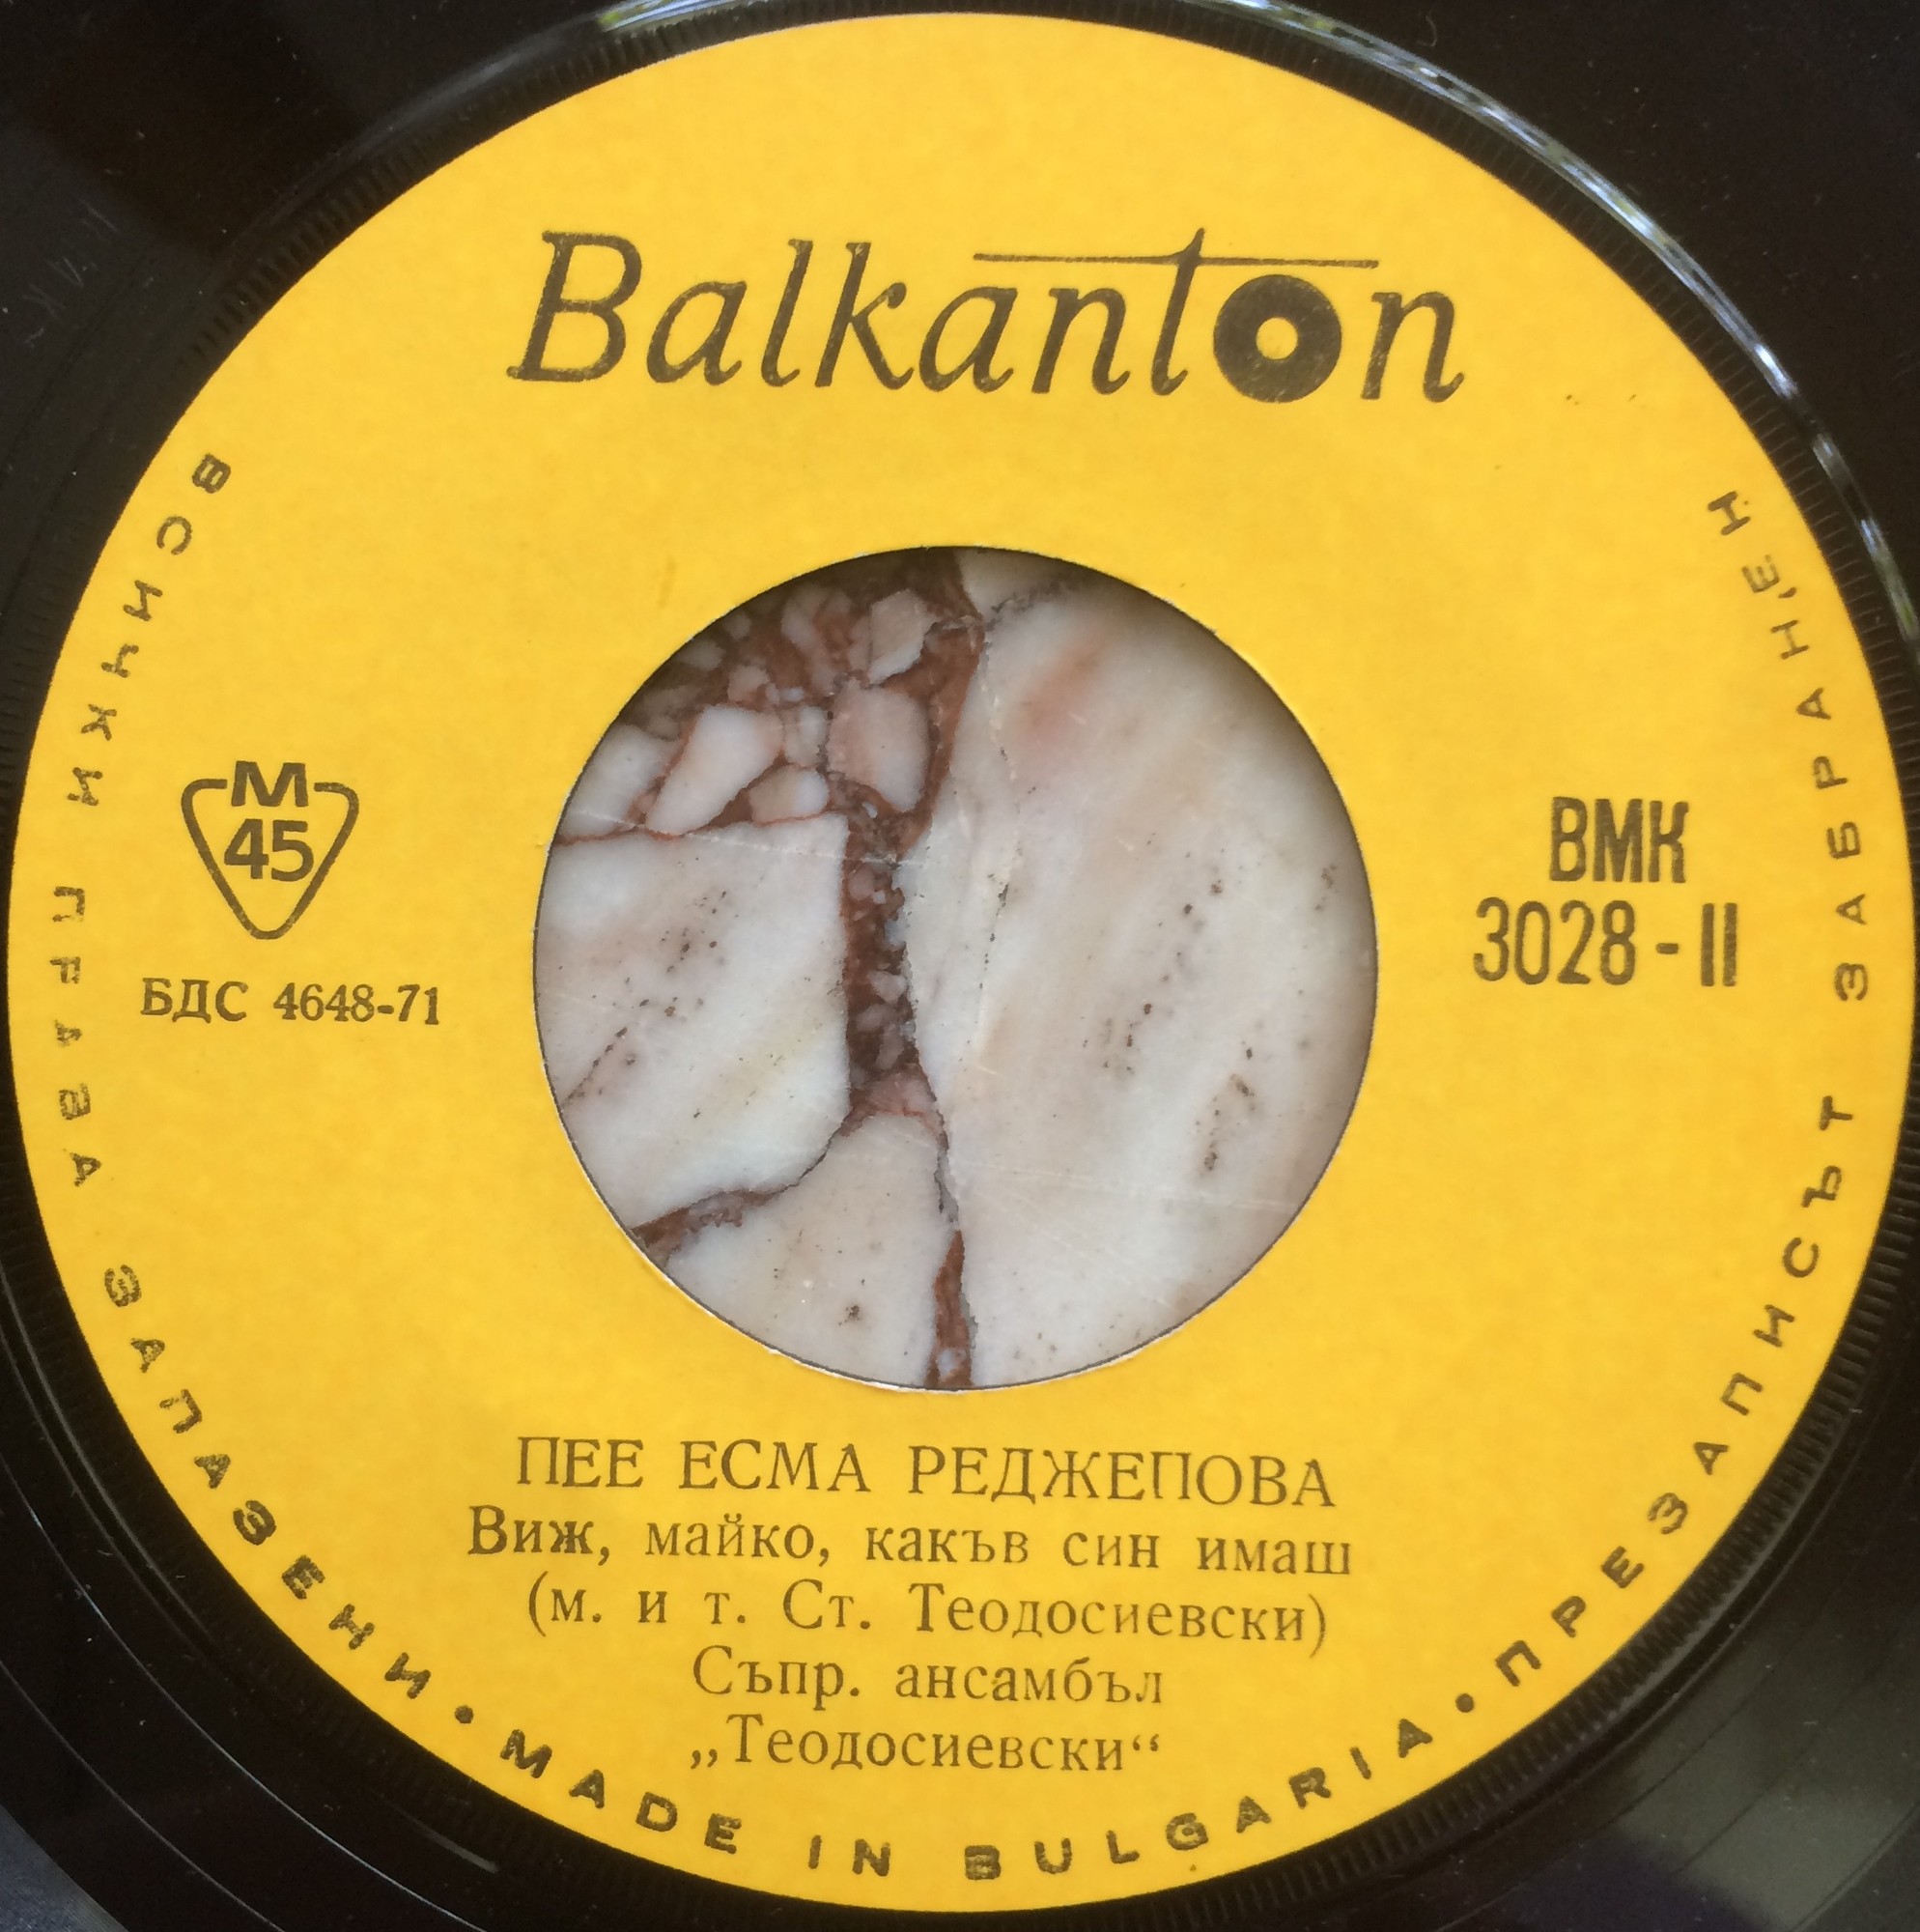 Balkanton
М
45
БДС 4648-71
ВМК
3028-II
ПЕЕ ЕСМА РЕДЖЕПОВА
Виж, майко, какъв син имаш
(м. и т. Ст. Теодосиевски)
Съпр. ансамбъл
„Теодосиевски“
ВСИЧКИ ПРАВА ЗАПАЗЕНИ • MADE IN BULGARIA • ПРЕЗАПИСЪТ ЗАБРАНЕН